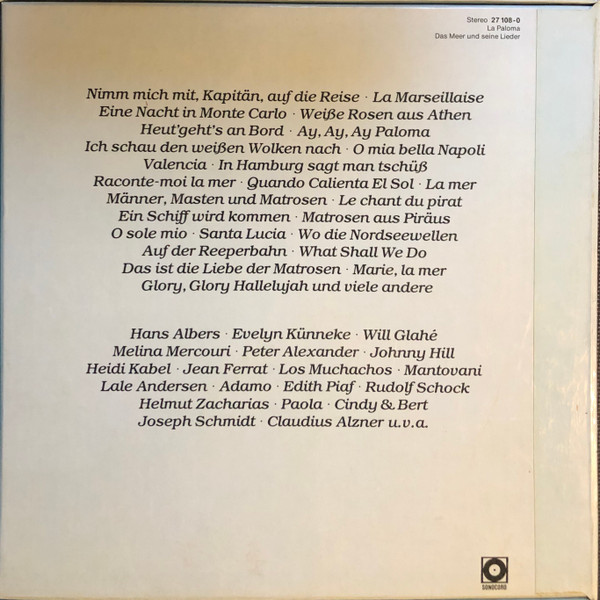 Stereo 27 108-0
La Paloma
Das Meer und seine Lieder
Nimm mich mit, Kapitän, auf die Reise · La Marseillaise
Eine Nacht in Monte Carlo · Weiße Rosen aus Athen
Heut'geht's an Bord · Ay, Ay, Ay Paloma
Ich schau den weißen Wolken nach · O mia bella Napoli
Valencia · In Hamburg sagt man tschüß
Raconte-moi la mer · Quando Calienta El Sol · La mer
Männer, Masten und Matrosen · Le chant du pirat
Ein Schiff wird kommen · Matrosen aus Piräus
O sole mio · Santa Lucia · Wo die Nordseewellen
Auf der Reeperbahn · What Shall We Do
Das ist die Liebe der Matrosen · Marie, la mer
Glory, Glory Hallelujah und viele andere
Hans Albers · Evelyn Künneke · Will Glahé
Melina Mercouri · Peter Alexander · Johnny Hill
Heidi Kabel · Jean Ferrat · Los Muchachos · Mantovani
Lale Andersen · Adamo · Edith Piaf · Rudolf Schock
Helmut Zacharias · Paola · Cindy & Bert
Joseph Schmidt · Claudius Alzner u.v.a.
SONOCORD